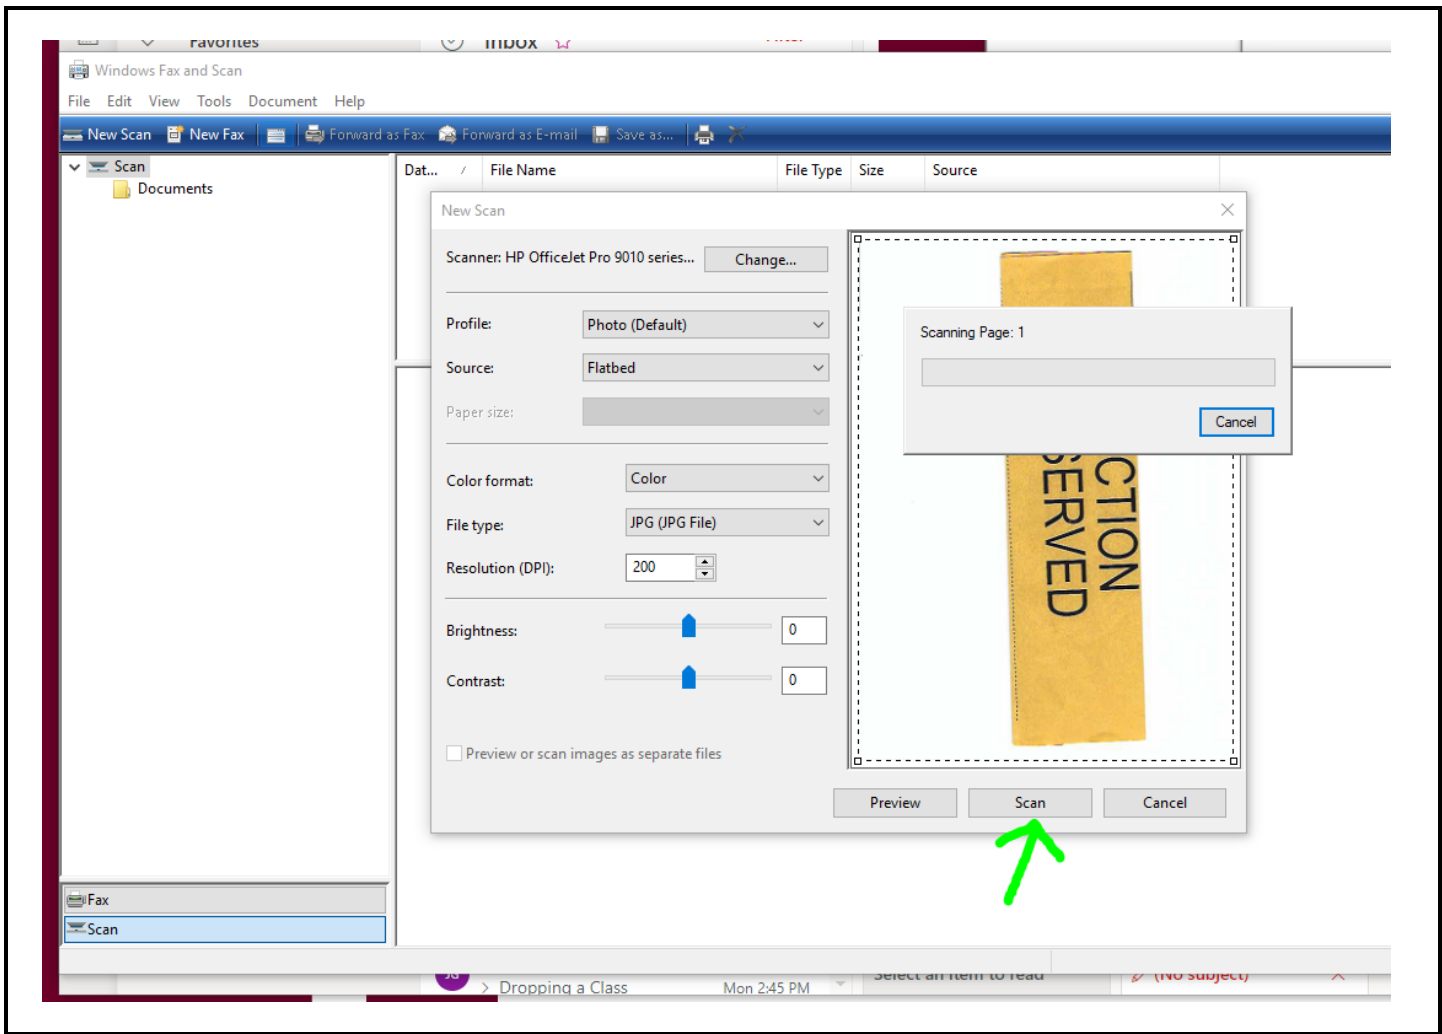 Favorites
Inbox
Filter
Windows Fax and Scan
File Edit View Tools Document Help
New Scan New Fax Forward as Fax Forward as E-mail Save as...
Scan
Documents
Dat... File Name File Type Size Source
New Scan
Scanner: HP OfficeJet Pro 9010 series... Change...
Profile: Photo (Default)
Source: Flatbed
Paper size:
Color format: Color
File type: JPG (JPG File)
Resolution (DPI): 200
Brightness: 0
Contrast: 0
Preview or scan images as separate files
Scanning Page: 1
Cancel
CTION
SERVED
Preview Scan Cancel
Fax
Scan
JG
Dropping a Class Mon 2:45 PM
Select an item to read
(No subject)